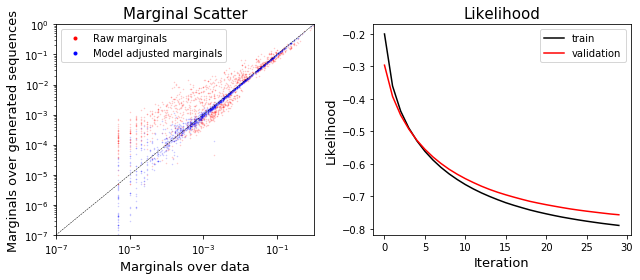 Marginal Scatter
Marginals over generated sequences
10⁰
10⁻¹
10⁻²
10⁻³
10⁻⁴
10⁻⁵
10⁻⁶
10⁻⁷
Raw marginals
Model adjusted marginals
10⁻⁷
10⁻⁵
10⁻³
10⁻¹
Marginals over data
Likelihood
Likelihood
−0.2
−0.3
−0.4
−0.5
−0.6
−0.7
−0.8
train
validation
0 5 10 15 20 25 30
Iteration